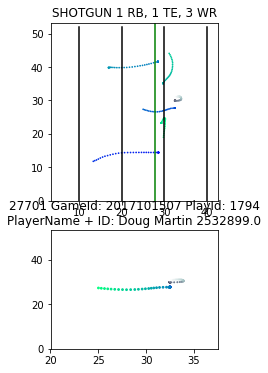 SHOTGUN 1 RB, 1 TE, 3 WR
50
40
30
20
10
0
0 10 20 30 40
27701 GameId: 2017101507 PlayId: 1794
PlayerName + ID: Doug Martin 2532899.0
40
20
0
20 25 30 35